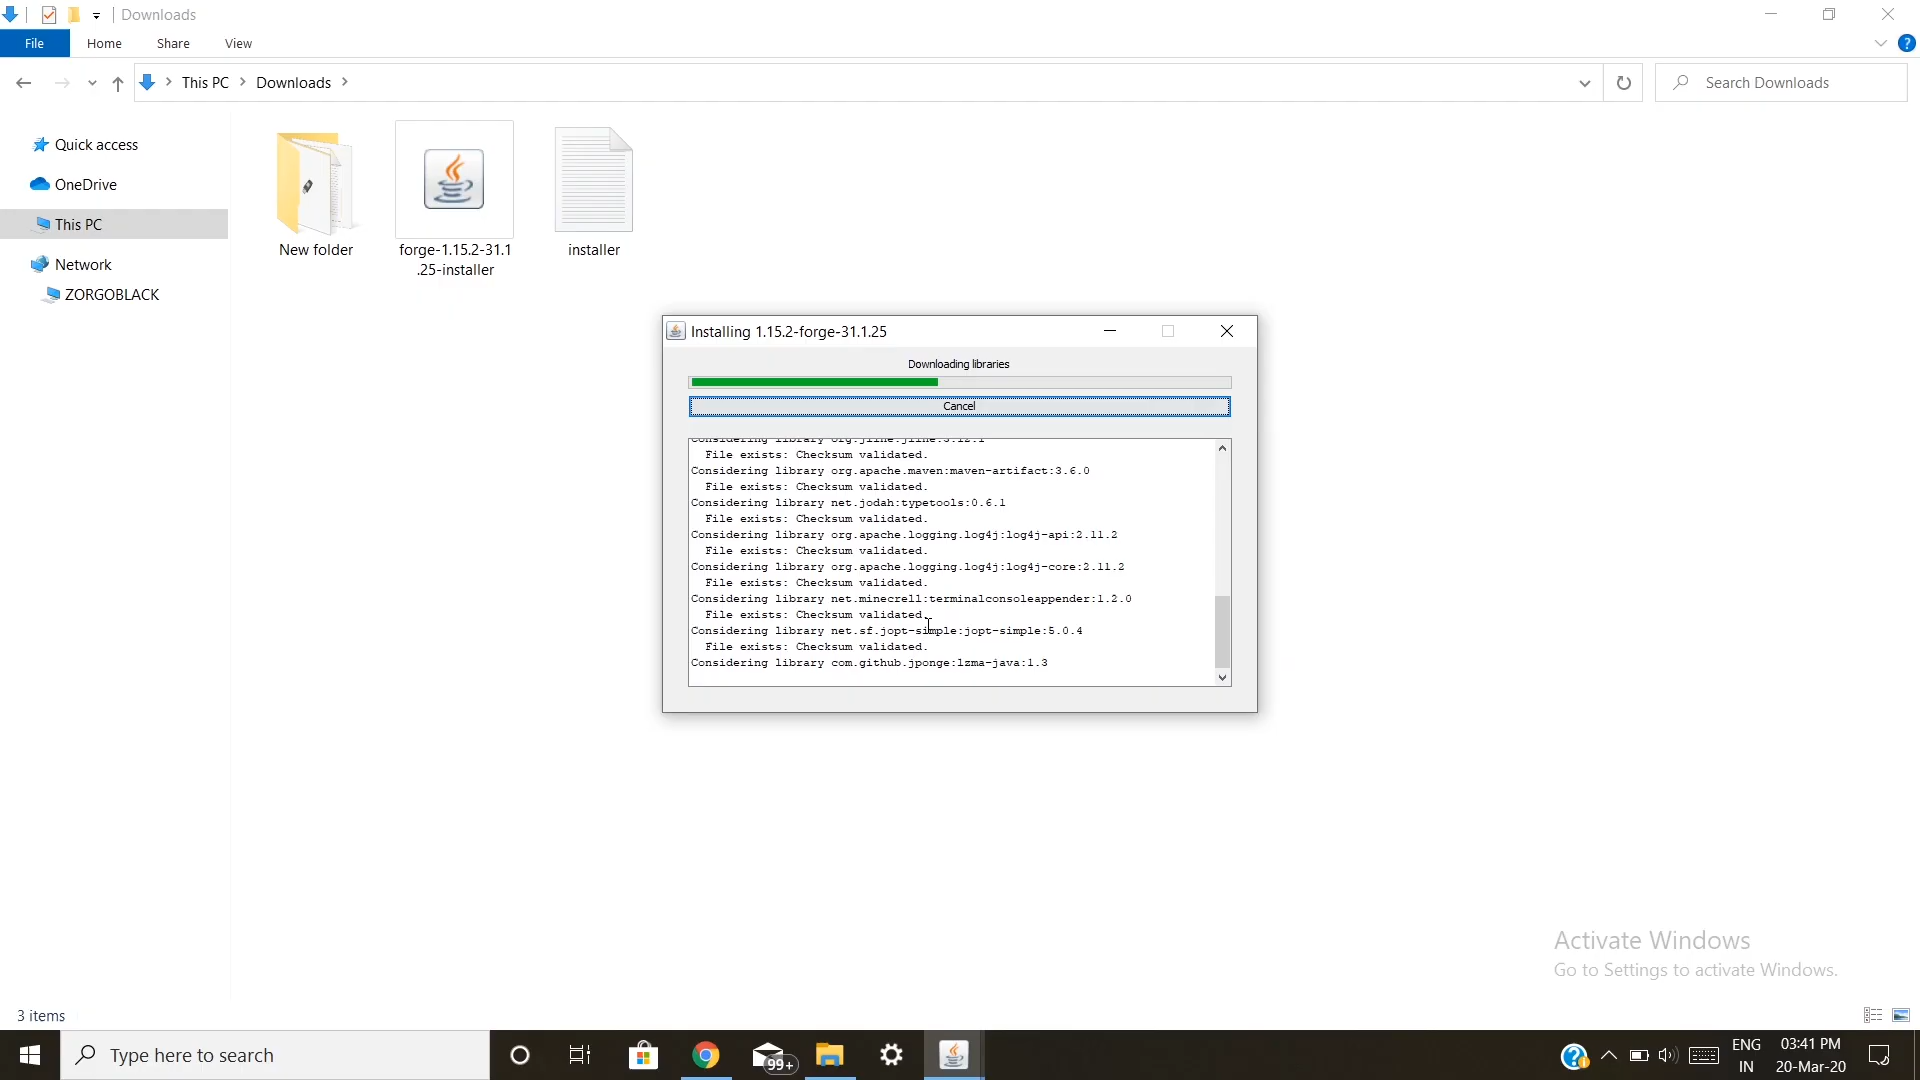 Downloads
File Home Share View
This PC Downloads Search Downloads
Quick access
OneDrive
This PC
Network
ZORGOBLACK
New folder
forge-1.15.2-31.1
.25-installer
installer
Installing 1.15.2-forge-31.1.25
Downloading libraries
Cancel
Considering library org.jline:jline:3.12.1
File exists: Checksum validated.
Considering library org.apache.maven:maven-artifact:3.6.0
File exists: Checksum validated.
Considering library net.jodah:typetools:0.6.1
File exists: Checksum validated.
Considering library org.apache.logging.log4j:log4j-api:2.11.2
File exists: Checksum validated.
Considering library org.apache.logging.log4j:log4j-core:2.11.2
File exists: Checksum validated.
Considering library net.minecrell:terminalconsoleappender:1.2.0
File exists: Checksum validated.
Considering library net.sf.jopt-simple:jopt-simple:5.0.4
File exists: Checksum validated.
Considering library com.github.jponge:lzma-java:1.3
Activate Windows
Go to Settings to activate Windows.
3 items
Type here to search
99+
ENG
IN
03:41 PM
20-Mar-20